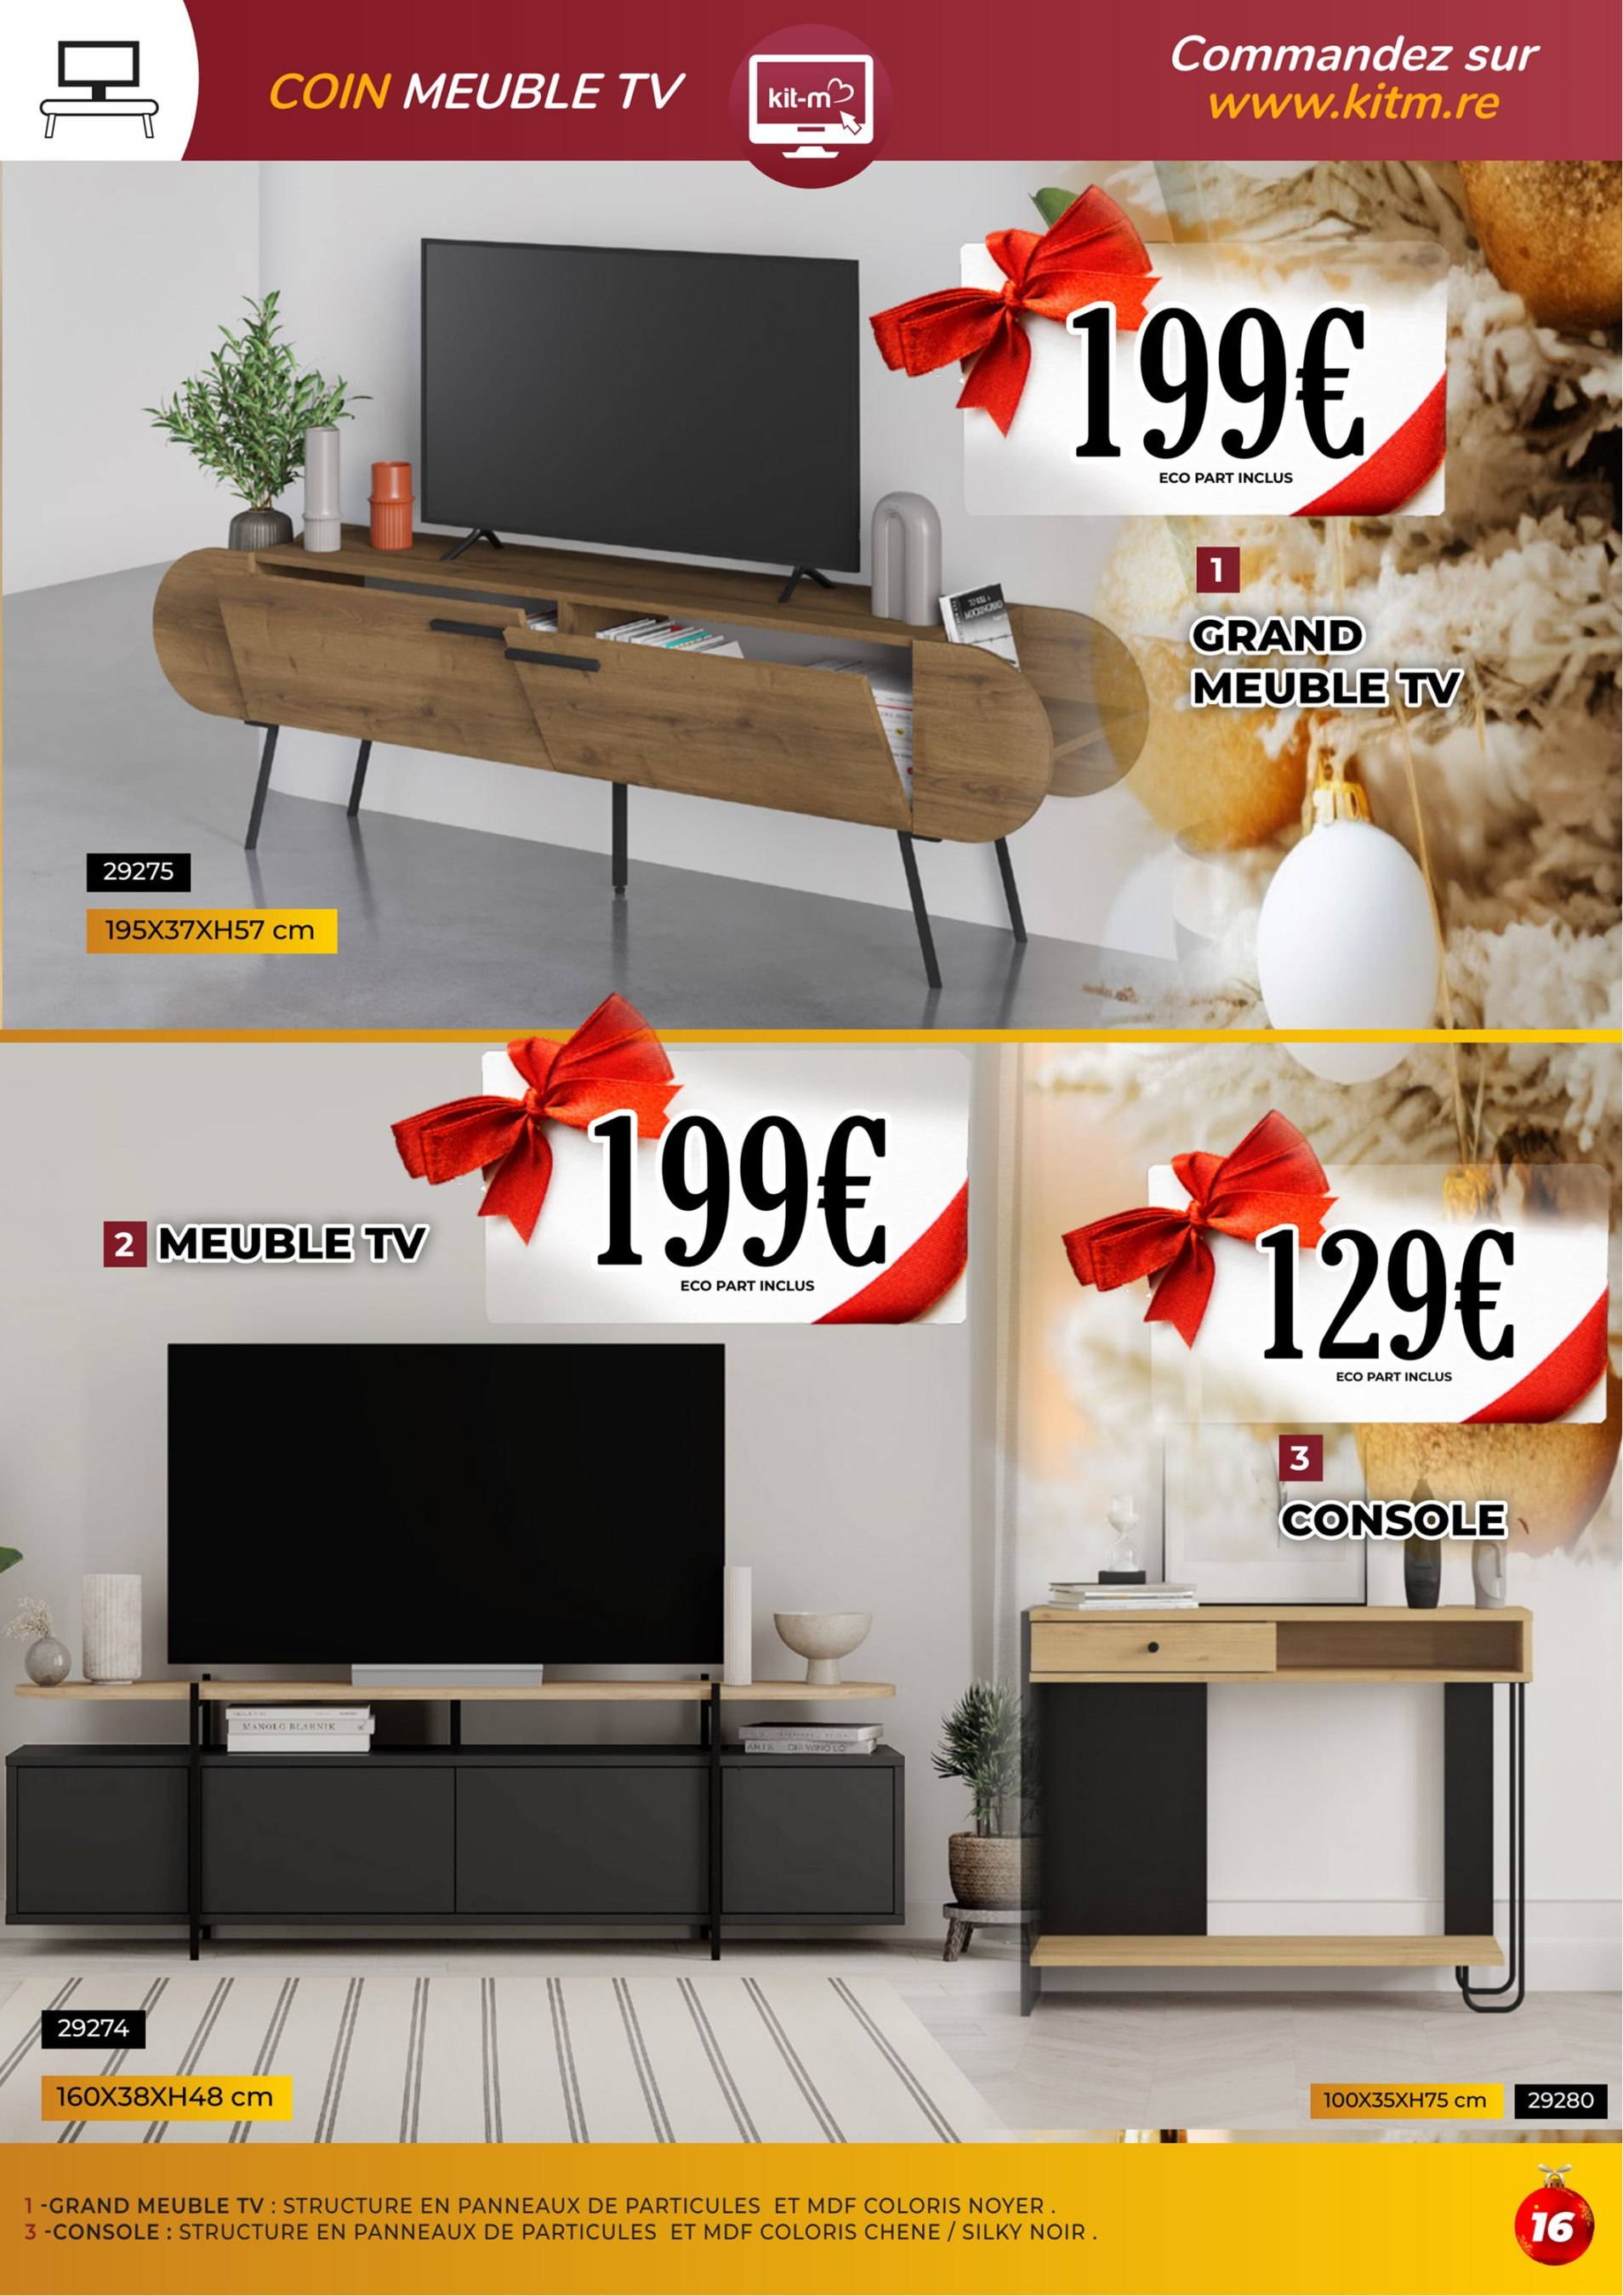 COIN MEUBLE TV
kit-m
Commandez sur
www.kitm.re
199€
ECO PART INCLUS
1
GRAND
MEUBLE TV
29275
195X37XH57 cm
199€
ECO PART INCLUS
2 MEUBLE TV
129€
ECO PART INCLUS
3
CONSOLE
MANOLO BLAHNIK
29274
160X38XH48 cm
100X35XH75 cm 29280
1 -GRAND MEUBLE TV : STRUCTURE EN PANNEAUX DE PARTICULES ET MDF COLORIS NOYER .
3 -CONSOLE : STRUCTURE EN PANNEAUX DE PARTICULES ET MDF COLORIS CHENE / SILKY NOIR .
16